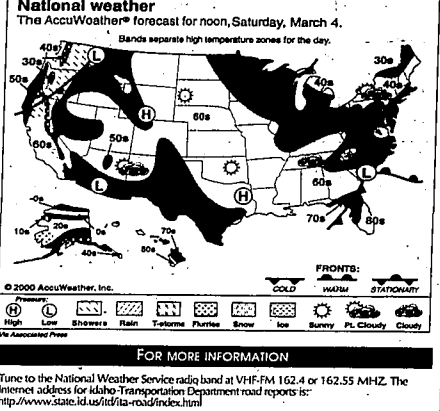 National weather
The AccuWeather® forecast for noon, Saturday, March 4.
Bands separate high temperature zones for the day.
40s
30s
50s
60s
L
50s
H
60s
40s
30s
40s
60s
70s
80s
L
L
H
-0s
10s
20s
0s
40s
70s
50s
© 2000 AccuWeather, Inc.
FRONTS:
COLD WARM STATIONARY
Pressure:
H L
High Low Showers Rain T-storms Flurries Snow Ice Sunny Pt. Cloudy Cloudy
Via Associated Press
FOR MORE INFORMATION
Tune to the National Weather Service radio band at VHF-FM 162.4 or 162.55 MHZ. The
Internet address for Idaho Transportation Department road reports is:
http://www.state.id.us/itd/ita-road/index.html